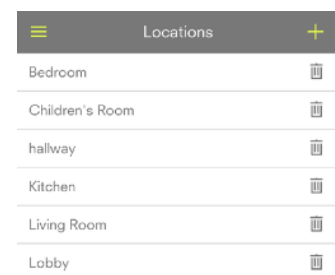 Locations
Bedroom
Children's Room
hallway
Kitchen
Living Room
Lobby